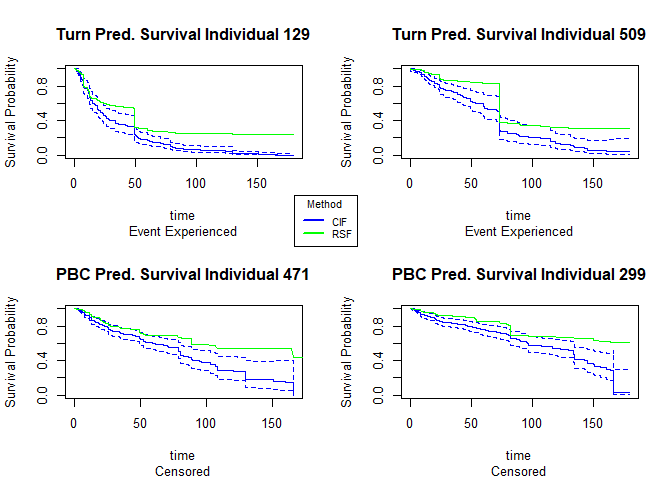 Turn Pred. Survival Individual 129
Survival Probability
0.0 0.4 0.8
0 50 100 150
time
Event Experienced
Turn Pred. Survival Individual 509
Survival Probability
0.0 0.4 0.8
0 50 100 150
time
Event Experienced
Method
CIF
RSF
PBC Pred. Survival Individual 471
Survival Probability
0.0 0.4 0.8
0 50 100 150
time
Censored
PBC Pred. Survival Individual 299
Survival Probability
0.0 0.4 0.8
0 50 100 150
time
Censored